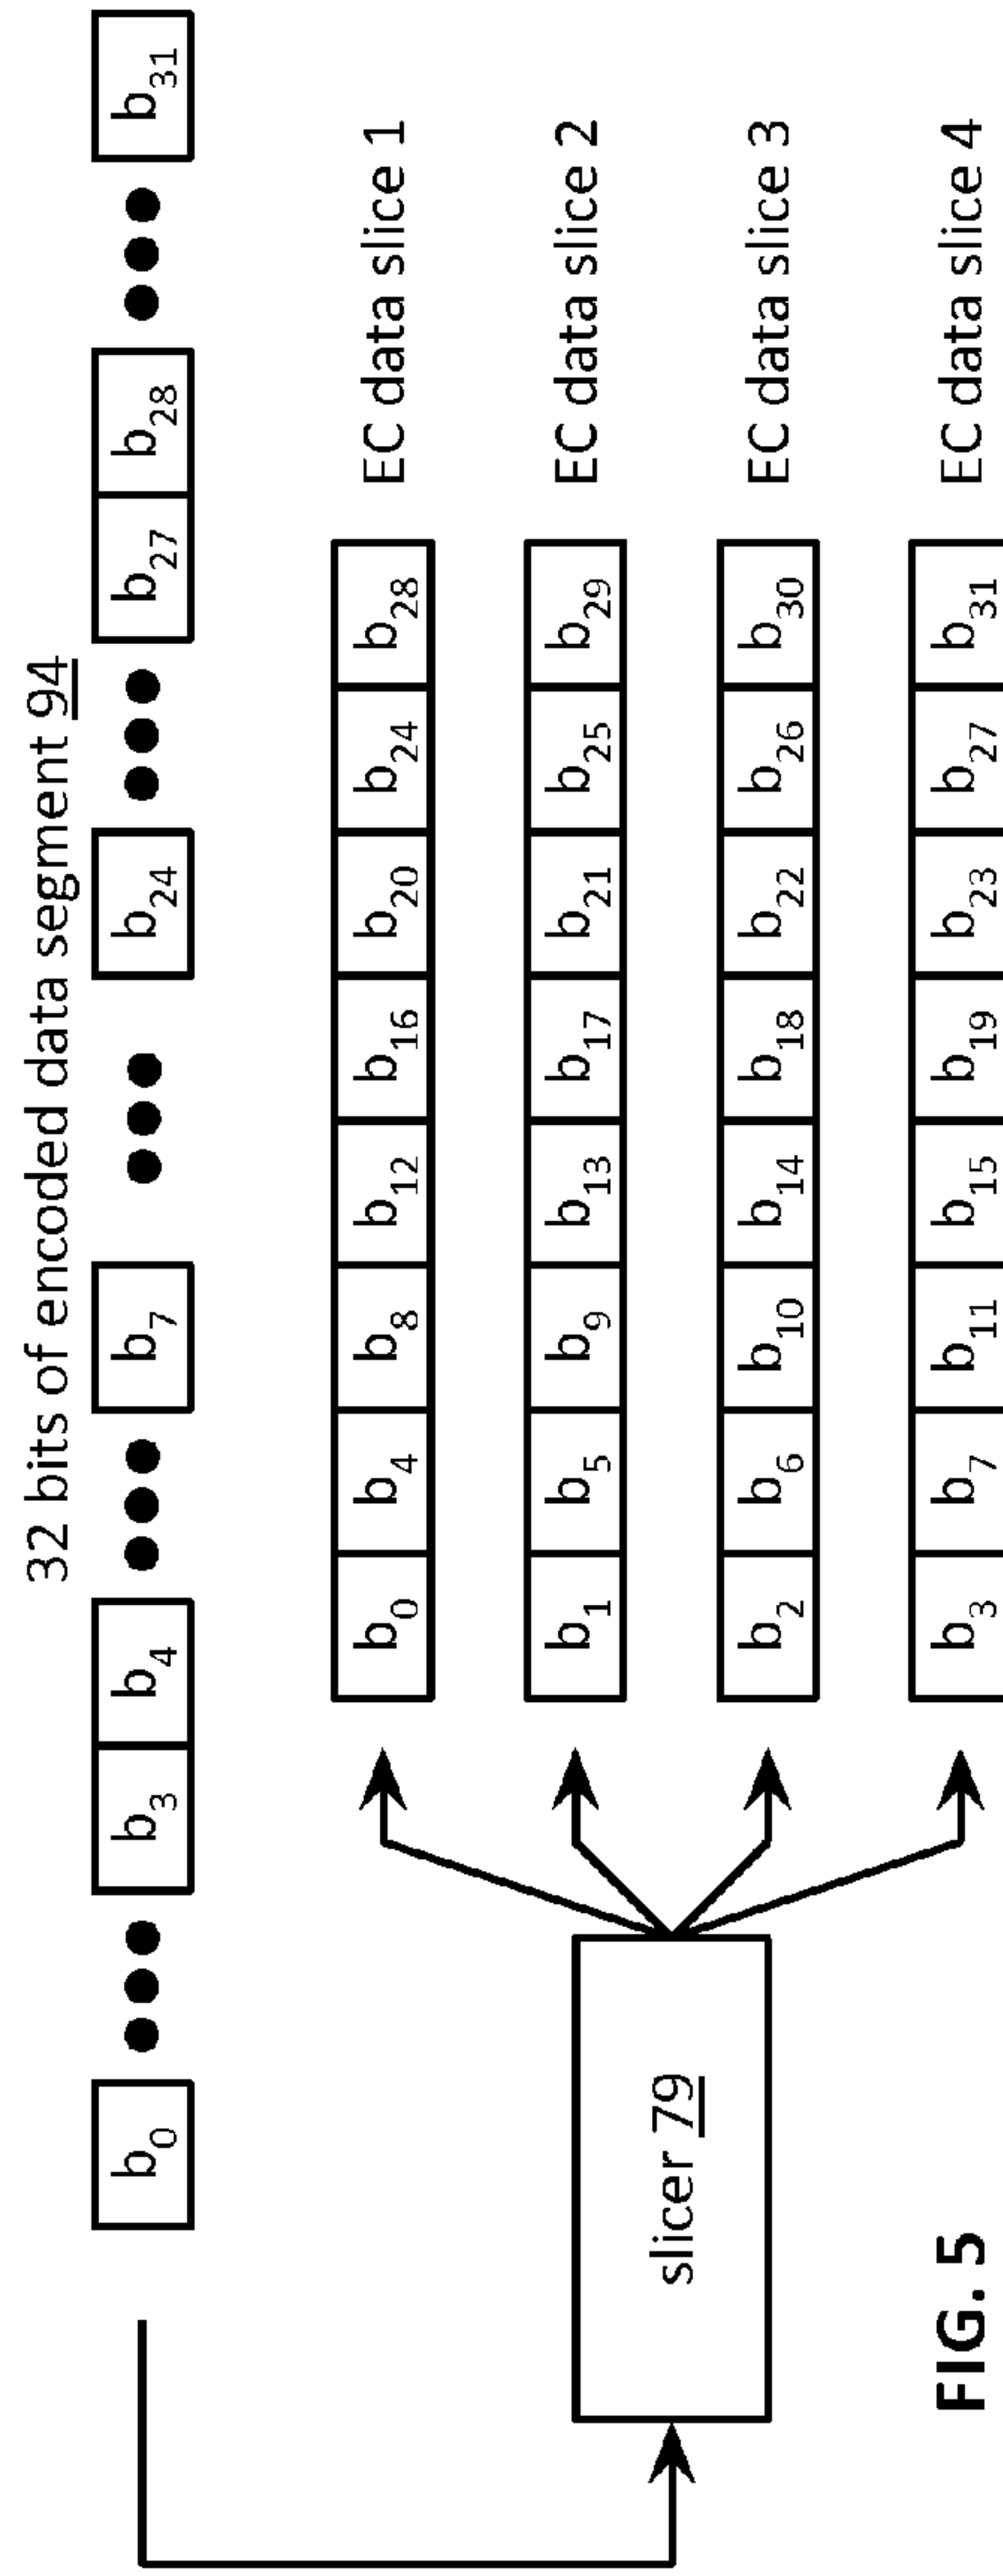 32 bits of encoded data segment 94
b0 ●●● b3 b4 ●●● b7 ●●● b24 ●●● b27 b28 ●●● b31
b0 b4 b8 b12 b16 b20 b24 b28 EC data slice 1
b1 b5 b9 b13 b17 b21 b25 b29 EC data slice 2
slicer 79
b2 b6 b10 b14 b18 b22 b26 b30 EC data slice 3
b3 b7 b11 b15 b19 b23 b27 b31 EC data slice 4
FIG. 5